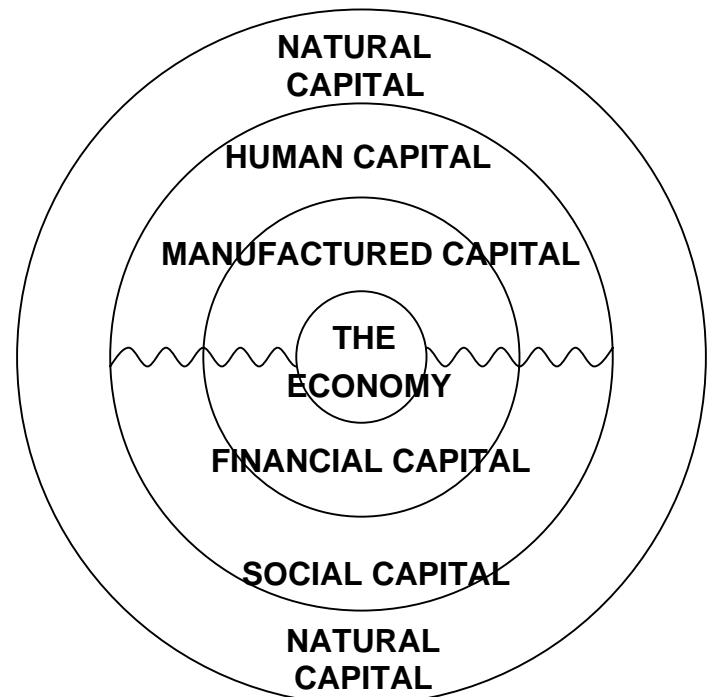 NATURAL
CAPITAL
HUMAN CAPITAL
MANUFACTURED CAPITAL
THE
ECONOMY
FINANCIAL CAPITAL
SOCIAL CAPITAL
NATURAL
CAPITAL